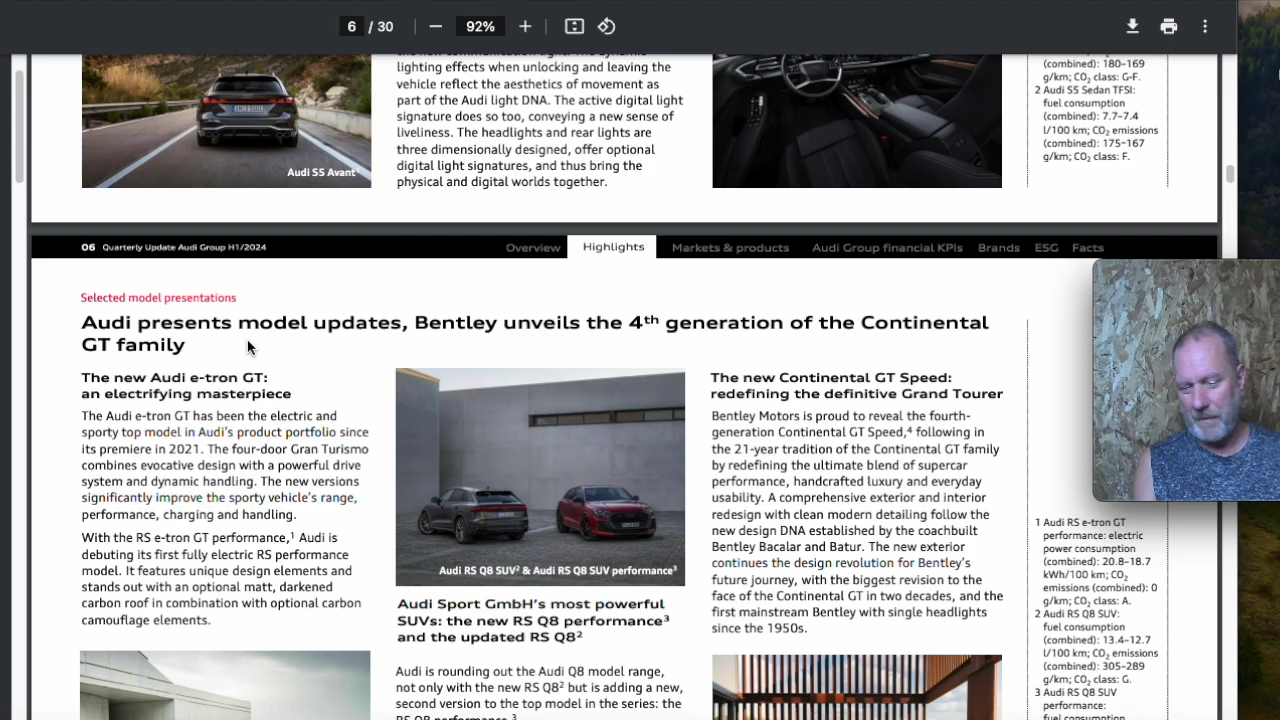 6 / 30
92%
lighting effects when unlocking and leaving the
vehicle reflect the aesthetics of movement as
part of the Audi light DNA. The active digital light
signature does so too, conveying a new sense of
liveliness. The headlights and rear lights are
three dimensionally designed, offer optional
digital light signatures, and thus bring the
physical and digital worlds together.
Audi S5 Avant¹
(combined): 180–169
g/km; CO₂ class: G-F.
2 Audi S5 Sedan TFSI:
fuel consumption
(combined): 7.7–7.4
l/100 km; CO₂ emissions
(combined): 175–167
g/km; CO₂ class: F.
06 Quarterly Update Audi Group H1/2024
Overview Highlights Markets & products Audi Group financial KPIs Brands ESG Facts
Selected model presentations
Audi presents model updates, Bentley unveils the 4ᵗʰ generation of the Continental
GT family
The new Audi e-tron GT:
an electrifying masterpiece
The Audi e-tron GT has been the electric and
sporty top model in Audi's product portfolio since
its premiere in 2021. The four-door Gran Turismo
combines evocative design with a powerful drive
system and dynamic handling. The new versions
significantly improve the sporty vehicle's range,
performance, charging and handling.
With the RS e-tron GT performance,¹ Audi is
debuting its first fully electric RS performance
model. It features unique design elements and
stands out with an optional matt, darkened
carbon roof in combination with optional carbon
camouflage elements.
Audi RS Q8 SUV² & Audi RS Q8 SUV performance³
Audi Sport GmbH's most powerful
SUVs: the new RS Q8 performance³
and the updated RS Q8²
Audi is rounding out the Audi Q8 model range,
not only with the new RS Q8² but is adding a new,
second version to the top model in the series: the
RS Q8 performance.³
The new Continental GT Speed:
redefining the definitive Grand Tourer
Bentley Motors is proud to reveal the fourth-
generation Continental GT Speed,⁴ following in
the 21-year tradition of the Continental GT family
by redefining the ultimate blend of supercar
performance, handcrafted luxury and everyday
usability. A comprehensive exterior and interior
redesign with clean modern detailing follow the
new design DNA established by the coachbuilt
Bentley Bacalar and Batur. The new exterior
continues the design revolution for Bentley's
future journey, with the biggest revision to the
face of the Continental GT in two decades, and the
first mainstream Bentley with single headlights
since the 1950s.
1 Audi RS e-tron GT
performance: electric
power consumption
(combined): 20.8–18.7
kWh/100 km; CO₂
emissions (combined): 0
g/km; CO₂ class: A.
2 Audi RS Q8 SUV:
fuel consumption
(combined): 13.4–12.7
l/100 km; CO₂ emissions
(combined): 305–289
g/km; CO₂ class: G.
3 Audi RS Q8 SUV
performance:
fuel consumption